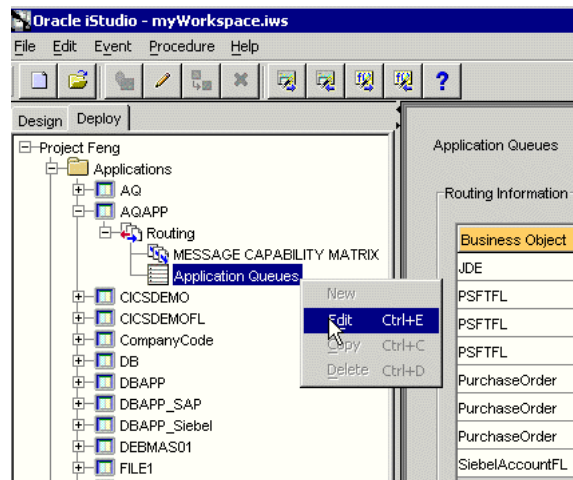 Oracle iStudio - myWorkspace.iws
File Edit Event Procedure Help
?
Design Deploy
Project Feng
Applications
AQ
AQAPP
Routing
MESSAGE CAPABILITY MATRIX
Application Queues
New
Edit Ctrl+E
Copy Ctrl+C
Delete Ctrl+D
CICSDEMO
CICSDEMOFL
CompanyCode
DB
DBAPP
DBAPP_SAP
DBAPP_Siebel
DEBMAS01
FILE1
Application Queues
Routing Information
Business Object
JDE
PSFTFL
PSFTFL
PSFTFL
PurchaseOrder
PurchaseOrder
PurchaseOrder
SiebelAccountFL